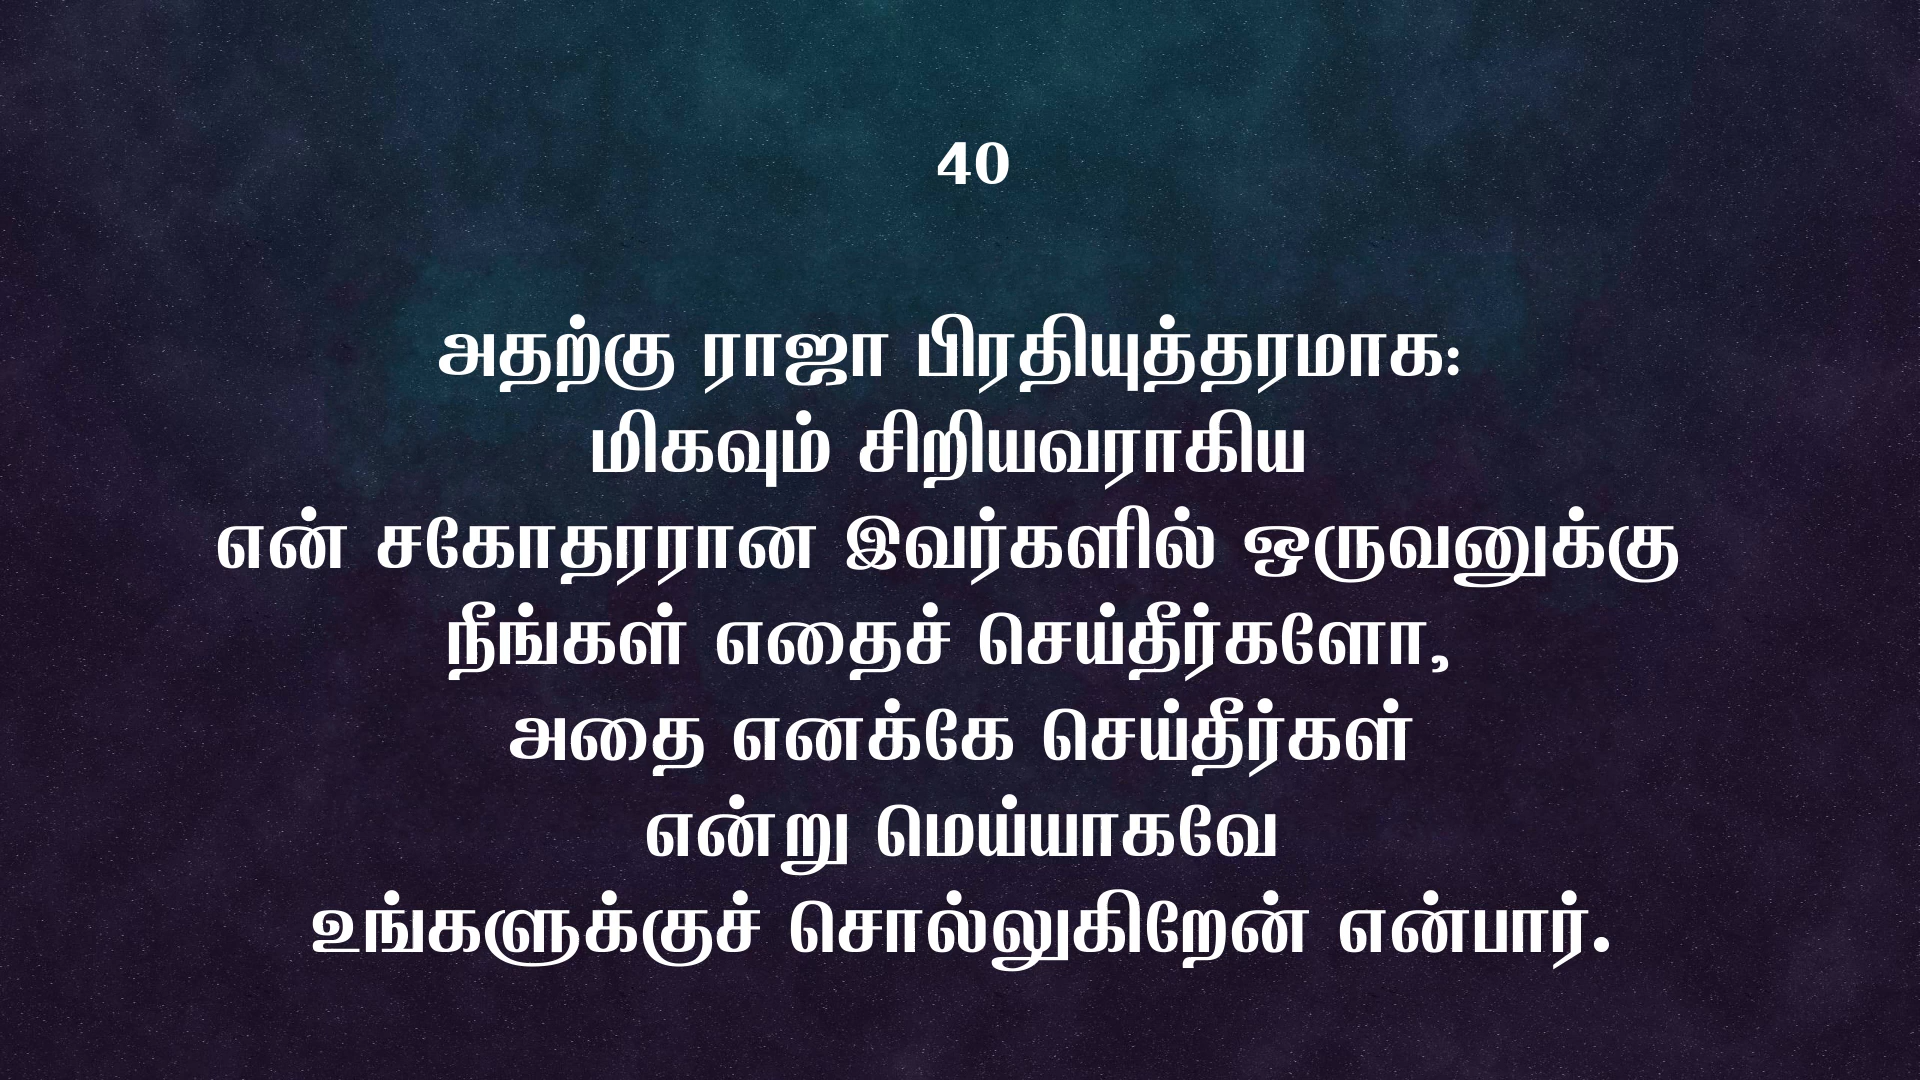 40
அதற்கு ராஜா பிரதியுத்தரமாக:
மிகவும் சிறியவராகிய
என் சகோதரரான இவர்களில் ஒருவனுக்கு
நீங்கள் எதைச் செய்தீர்களோ,
அதை எனக்கே செய்தீர்கள்
என்று மெய்யாகவே
உங்களுக்குச் சொல்லுகிறேன் என்பார்.